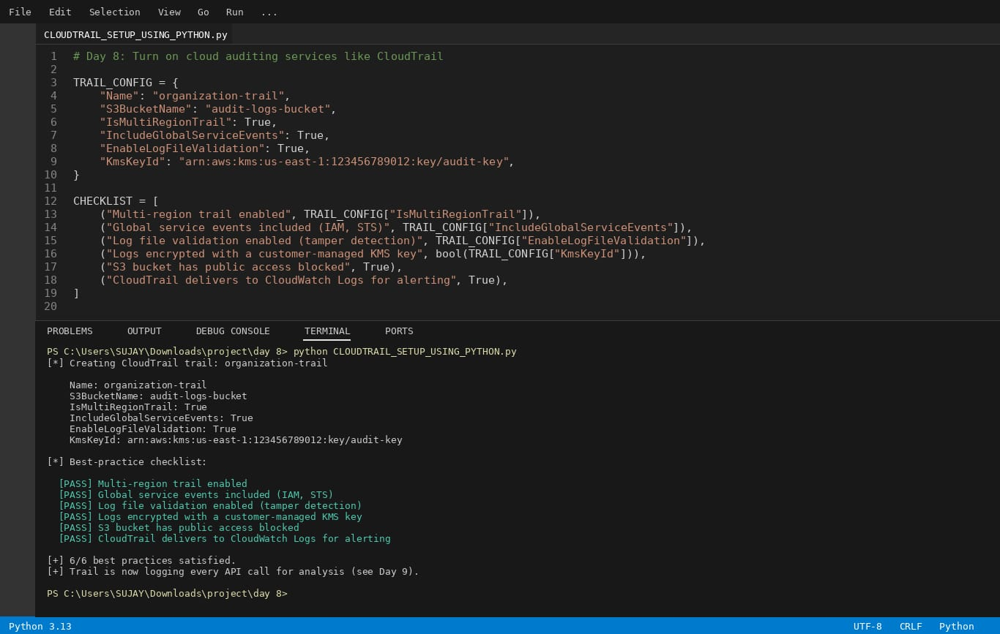 File Edit Selection View Go Run ...
CLOUDTRAIL_SETUP_USING_PYTHON.py
1 # Day 8: Turn on cloud auditing services like CloudTrail
2
3 TRAIL_CONFIG = {
4     "Name": "organization-trail",
5     "S3BucketName": "audit-logs-bucket",
6     "IsMultiRegionTrail": True,
7     "IncludeGlobalServiceEvents": True,
8     "EnableLogFileValidation": True,
9     "KmsKeyId": "arn:aws:kms:us-east-1:123456789012:key/audit-key",
10 }
11
12 CHECKLIST = [
13     ("Multi-region trail enabled", TRAIL_CONFIG["IsMultiRegionTrail"]),
14     ("Global service events included (IAM, STS)", TRAIL_CONFIG["IncludeGlobalServiceEvents"]),
15     ("Log file validation enabled (tamper detection)", TRAIL_CONFIG["EnableLogFileValidation"]),
16     ("Logs encrypted with a customer-managed KMS key", bool(TRAIL_CONFIG["KmsKeyId"])),
17     ("S3 bucket has public access blocked", True),
18     ("CloudTrail delivers to CloudWatch Logs for alerting", True),
19 ]
20
PROBLEMS OUTPUT DEBUG CONSOLE TERMINAL PORTS
PS C:\Users\SUJAY\Downloads\project\day 8> python CLOUDTRAIL_SETUP_USING_PYTHON.py
[*] Creating CloudTrail trail: organization-trail
    Name: organization-trail
    S3BucketName: audit-logs-bucket
    IsMultiRegionTrail: True
    IncludeGlobalServiceEvents: True
    EnableLogFileValidation: True
    KmsKeyId: arn:aws:kms:us-east-1:123456789012:key/audit-key
[*] Best-practice checklist:
  [PASS] Multi-region trail enabled
  [PASS] Global service events included (IAM, STS)
  [PASS] Log file validation enabled (tamper detection)
  [PASS] Logs encrypted with a customer-managed KMS key
  [PASS] S3 bucket has public access blocked
  [PASS] CloudTrail delivers to CloudWatch Logs for alerting
[+] 6/6 best practices satisfied.
[+] Trail is now logging every API call for analysis (see Day 9).
PS C:\Users\SUJAY\Downloads\project\day 8>
Python 3.13 UTF-8 CRLF Python